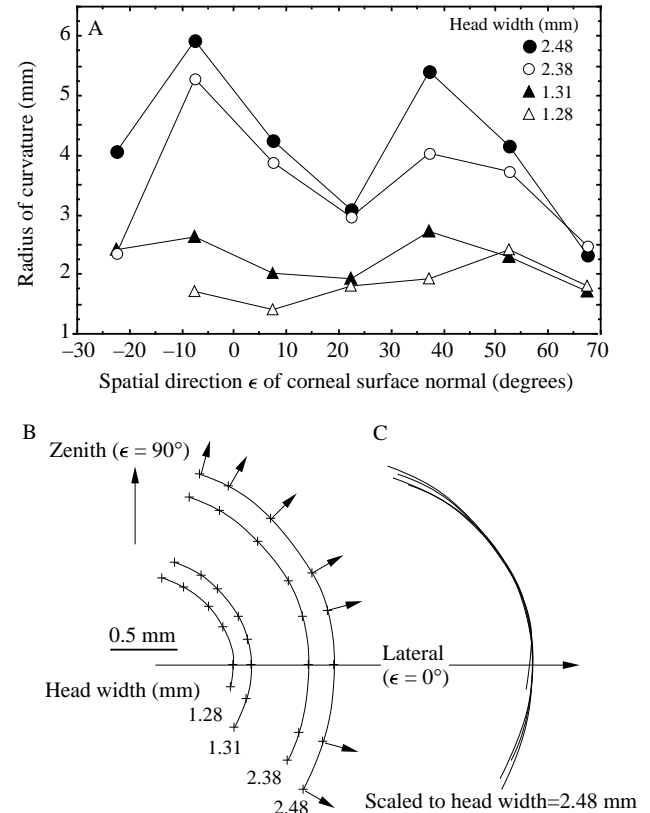 A
Head width (mm)
2.48
2.38
1.31
1.28
Radius of curvature (mm)
6
5
4
3
2
1
–30 –20 –10 0 10 20 30 40 50 60 70
Spatial direction ϵ of corneal surface normal (degrees)
B
Zenith (ϵ = 90°)
0.5 mm
Head width (mm)
1.28
1.31
2.38
2.48
Lateral
(ϵ = 0°)
C
Scaled to head width=2.48 mm